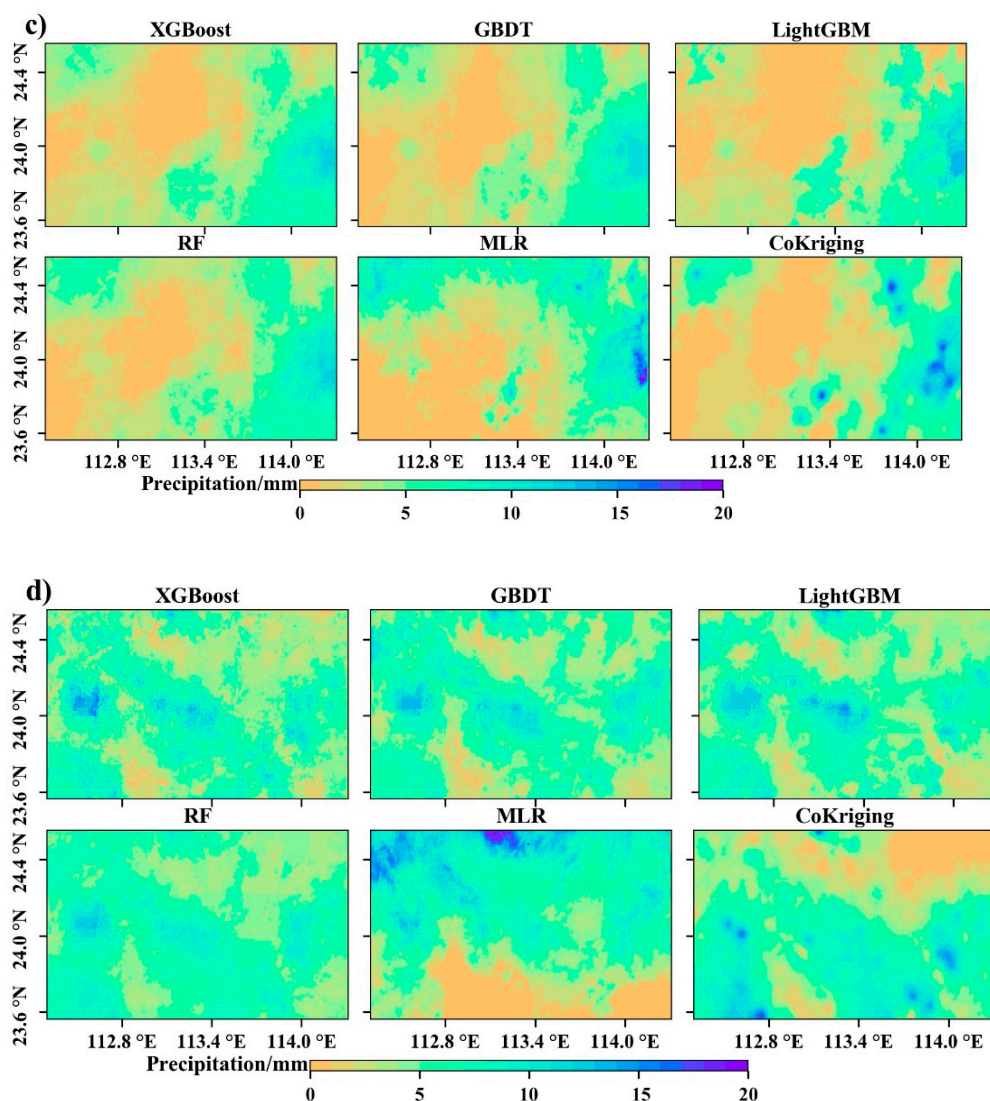 c)
XGBoost GBDT LightGBM
24.4 °N
24.0 °N
23.6 °N
RF MLR CoKriging
24.4 °N
24.0 °N
23.6 °N
112.8 °E 113.4 °E 114.0 °E 112.8 °E 113.4 °E 114.0 °E 112.8 °E 113.4 °E 114.0 °E
Precipitation/mm
0 5 10 15 20
d)
XGBoost GBDT LightGBM
24.4 °N
24.0 °N
23.6 °N
RF MLR CoKriging
24.4 °N
24.0 °N
23.6 °N
112.8 °E 113.4 °E 114.0 °E 112.8 °E 113.4 °E 114.0 °E 112.8 °E 113.4 °E 114.0 °E
Precipitation/mm
0 5 10 15 20